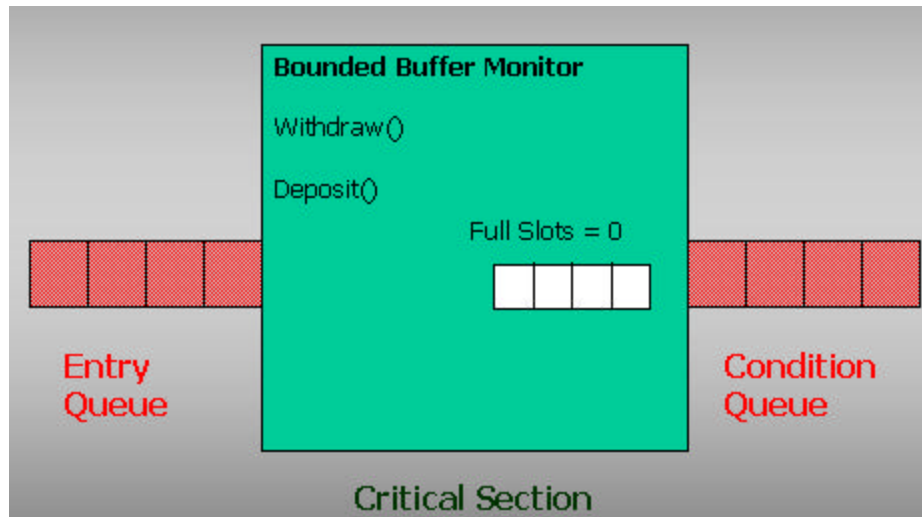 Bounded Buffer Monitor
Withdraw()
Deposit()
Full Slots = 0
Entry
Queue
Condition
Queue
Critical Section